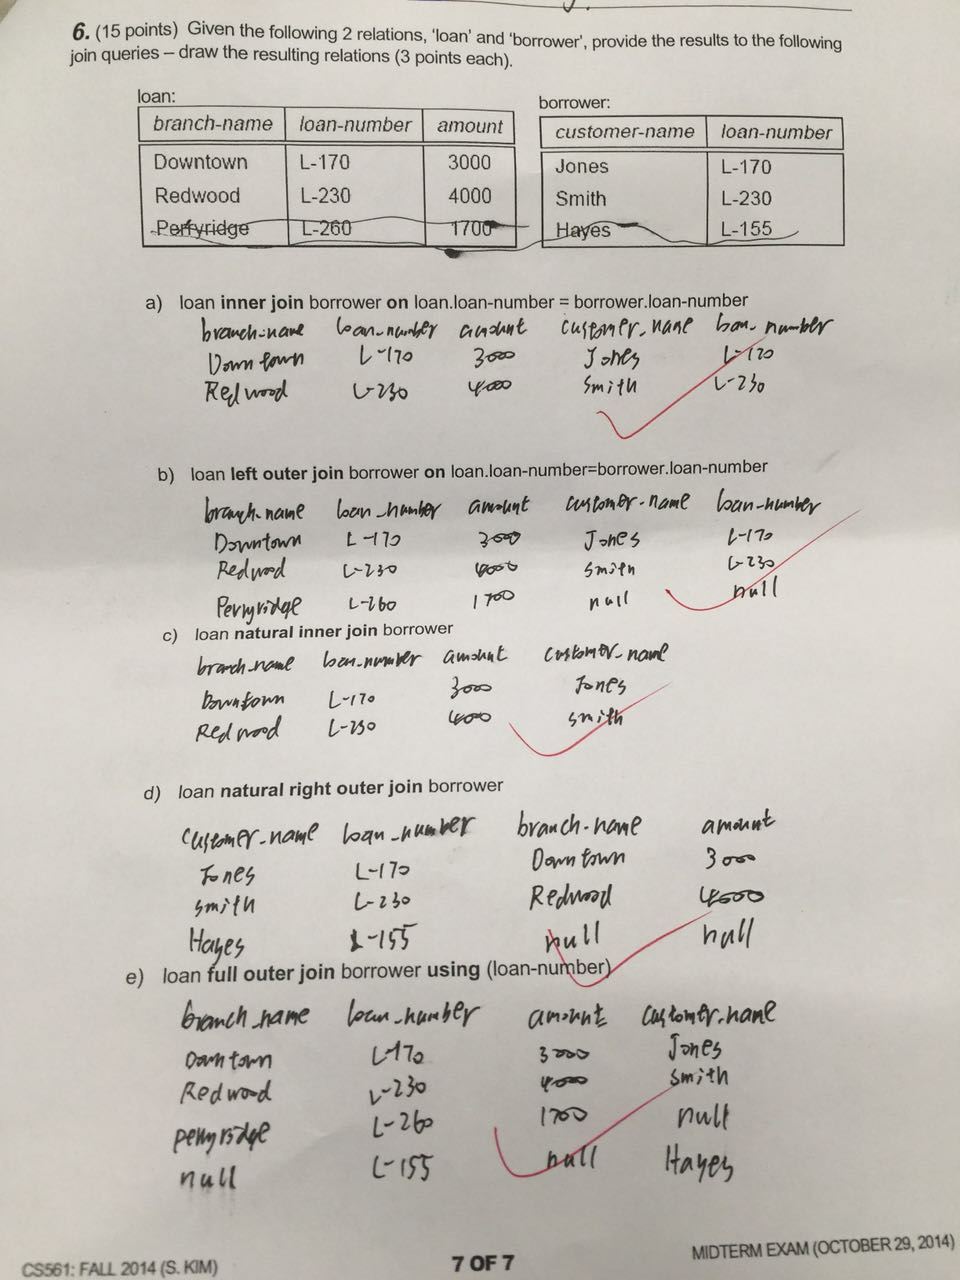 6. (15 points) Given the following 2 relations, 'loan' and 'borrower', provide the results to the following
join queries – draw the resulting relations (3 points each).
loan:
branch-name loan-number amount
Downtown L-170 3000
Redwood L-230 4000
Perryridge L-260 1700
borrower:
customer-name loan-number
Jones L-170
Smith L-230
Hayes L-155
a) loan inner join borrower on loan.loan-number = borrower.loan-number
branch-name loan-number amount customer-name loan-number
Downtown L-170 3000 Jones L-170
Redwood L-230 4000 Smith L-230
b) loan left outer join borrower on loan.loan-number=borrower.loan-number
branch-name loan-number amount customer-name loan-number
Downtown L-170 3000 Jones L-170
Redwood L-230 4000 Smith L-230
Perryridge L-260 1700 null null
c) loan natural inner join borrower
branch-name loan-number amount customer-name
Downtown L-170 3000 Jones
Redwood L-230 4000 smith
d) loan natural right outer join borrower
customer-name loan-number branch-name amount
Jones L-170 Downtown 3000
smith L-230 Redwood 4000
Hayes L-155 null null
e) loan full outer join borrower using (loan-number)
branch_name loan-number amount customer-name
Downtown L-170 3000 Jones
Redwood L-230 4000 smith
perryridge L-260 1700 null
null L-155 null Hayes
CS561: FALL 2014 (S. KIM) 7 OF 7 MIDTERM EXAM (OCTOBER 29, 2014)